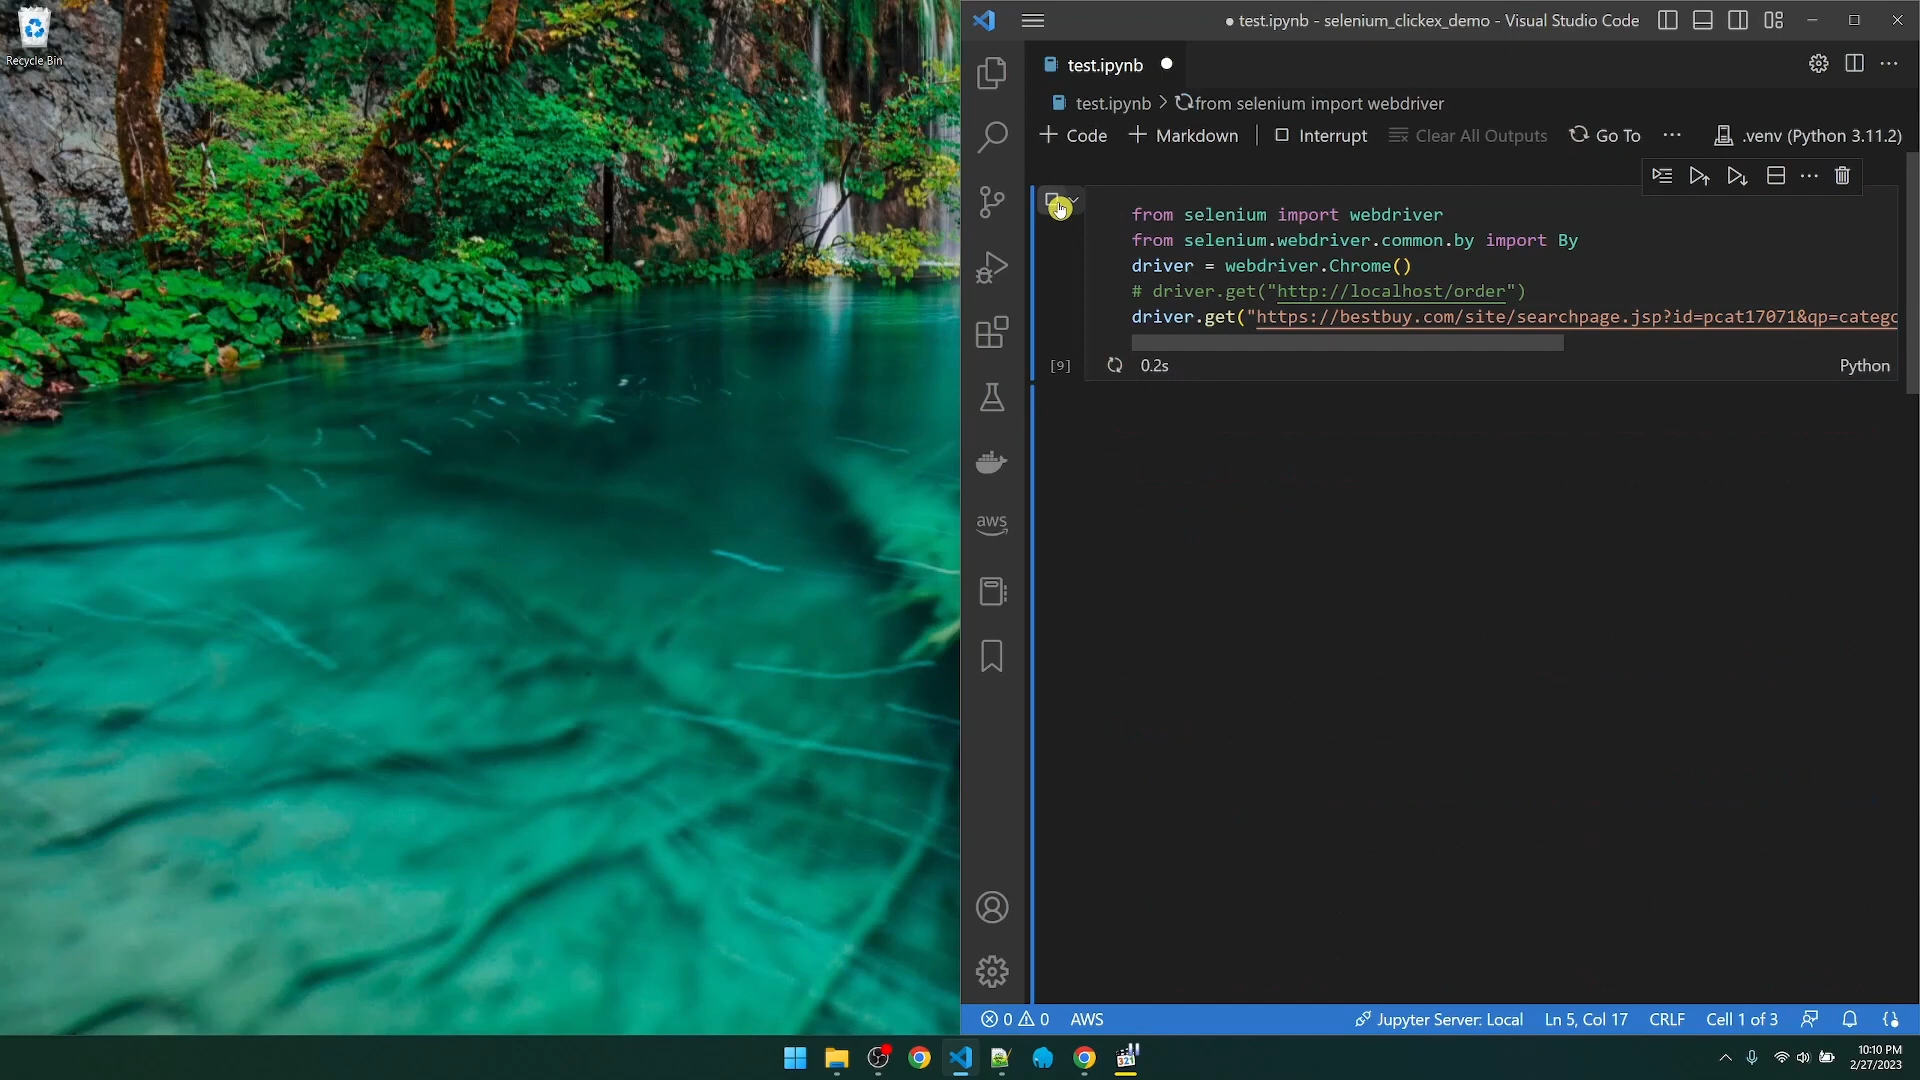 Recycle Bin
● test.ipynb - selenium_clickex_demo - Visual Studio Code
test.ipynb ●
test.ipynb > from selenium import webdriver
+ Code + Markdown | Interrupt Clear All Outputs Go To ··· .venv (Python 3.11.2)
from selenium import webdriver
from selenium.webdriver.common.by import By
driver = webdriver.Chrome()
# driver.get("http://localhost/order")
driver.get("https://bestbuy.com/site/searchpage.jsp?id=pcat17071&qp=catego
[9] 0.2s Python
aws
0 0 AWS Jupyter Server: Local Ln 5, Col 17 CRLF Cell 1 of 3
321
10:10 PM
2/27/2023